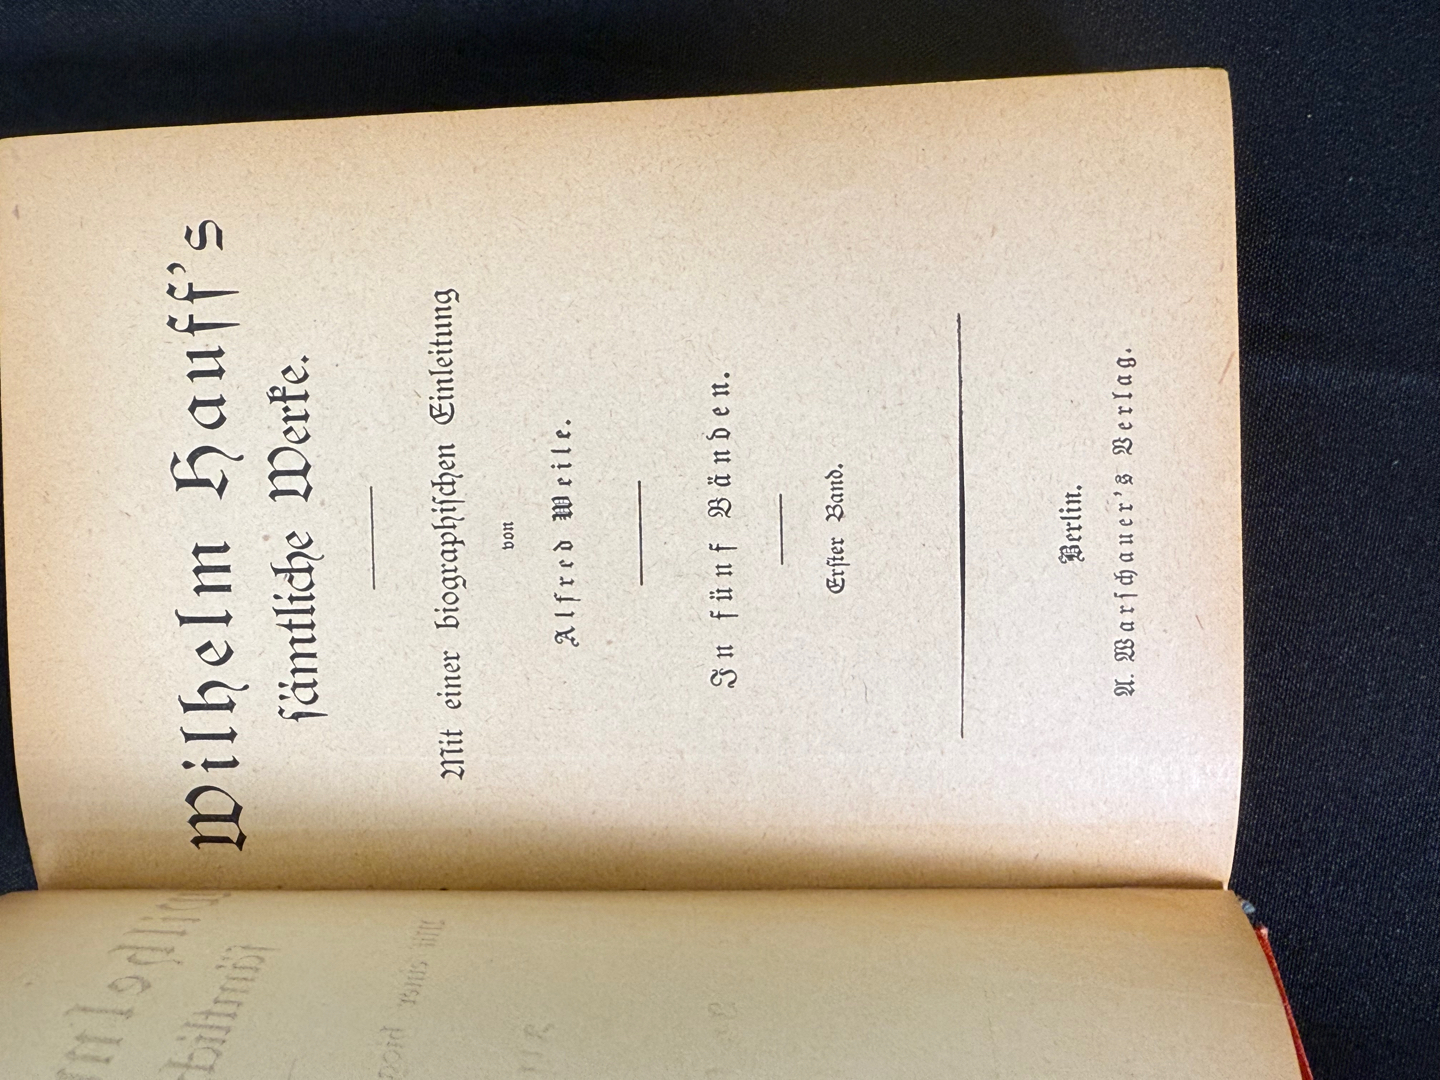 Wilhelm Hauff's
sämtliche Werke.
Mit einer biographischen Einleitung
von
Alfred Weile.
In fünf Bänden.
Erster Band.
Berlin.
A. Warschauer's Verlag.